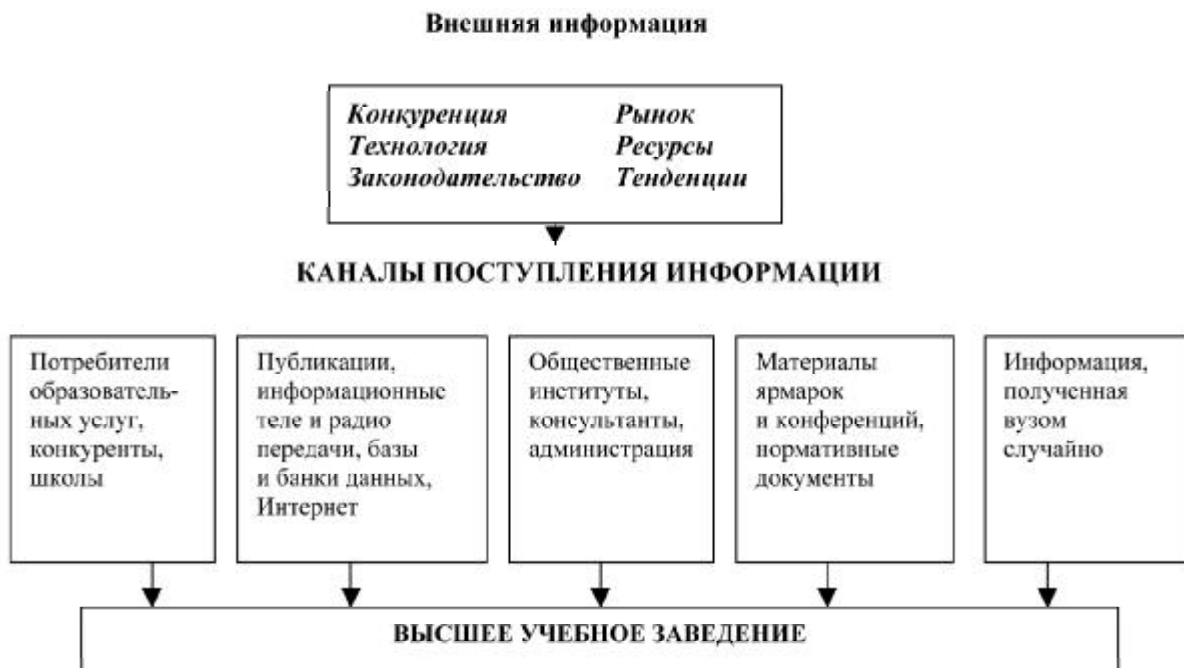 Внешняя информация
Конкуренция Рынок
Технология Ресурсы
Законодательство Тенденции
КАНАЛЫ ПОСТУПЛЕНИЯ ИНФОРМАЦИИ
Потребители
образователь-
ных услуг,
конкуренты,
школы
Публикации,
информационные
теле и радио
передачи, базы
и банки данных,
Интернет
Общественные
институты,
консультанты,
администрация
Материалы
ярмарок
и конференций,
нормативные
документы
Информация,
полученная
вузом
случайно
ВЫСШЕЕ УЧЕБНОЕ ЗАВЕДЕНИЕ